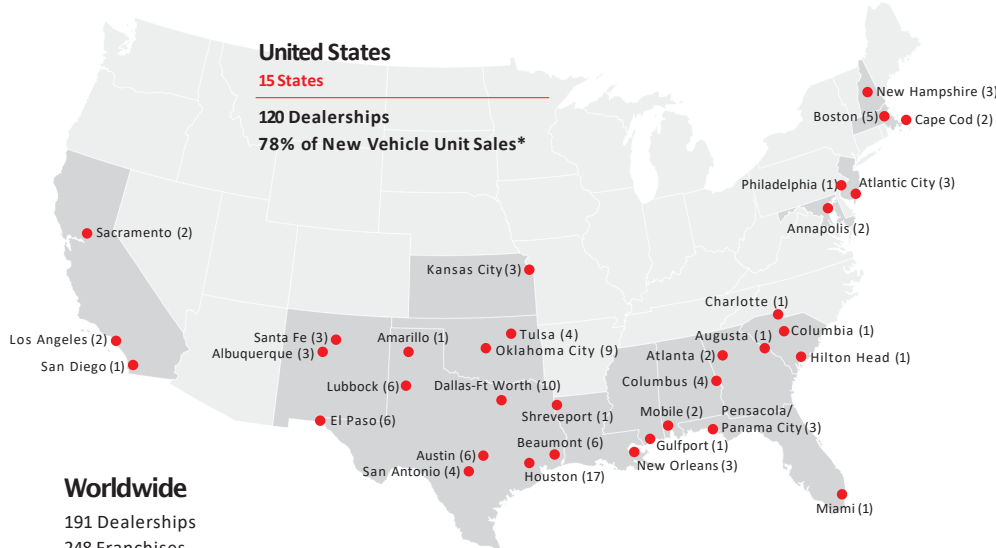 United States
15 States
120 Dealerships
78% of New Vehicle Unit Sales*
New Hampshire (3)
Boston (5)
Cape Cod (2)
Philadelphia (1)
Atlantic City (3)
Annapolis (2)
Sacramento (2)
Kansas City (3)
Charlotte (1)
Los Angeles (2)
San Diego (1)
Santa Fe (3)
Albuquerque (3)
Amarillo (1)
Tulsa (4)
Oklahoma City (9)
Augusta (1)
Columbia (1)
Atlanta (2)
Hilton Head (1)
Lubbock (6)
Dallas-Ft Worth (10)
Columbus (4)
El Paso (6)
Shreveport (1)
Mobile (2)
Pensacola/
Panama City (3)
Beaumont (6)
Gulfport (1)
Austin (6)
San Antonio (4)
Houston (17)
New Orleans (3)
Miami (1)
Worldwide
191 Dealerships
248 Franchises